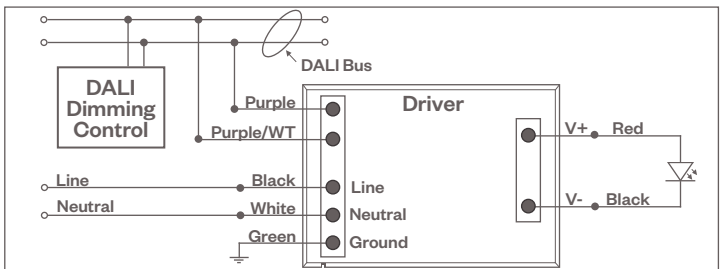 DALI Bus
DALI
Dimming
Control
Driver
Purple
Purple/WT
V+ Red
Line Black Line
Neutral White Neutral
V- Black
Green Ground